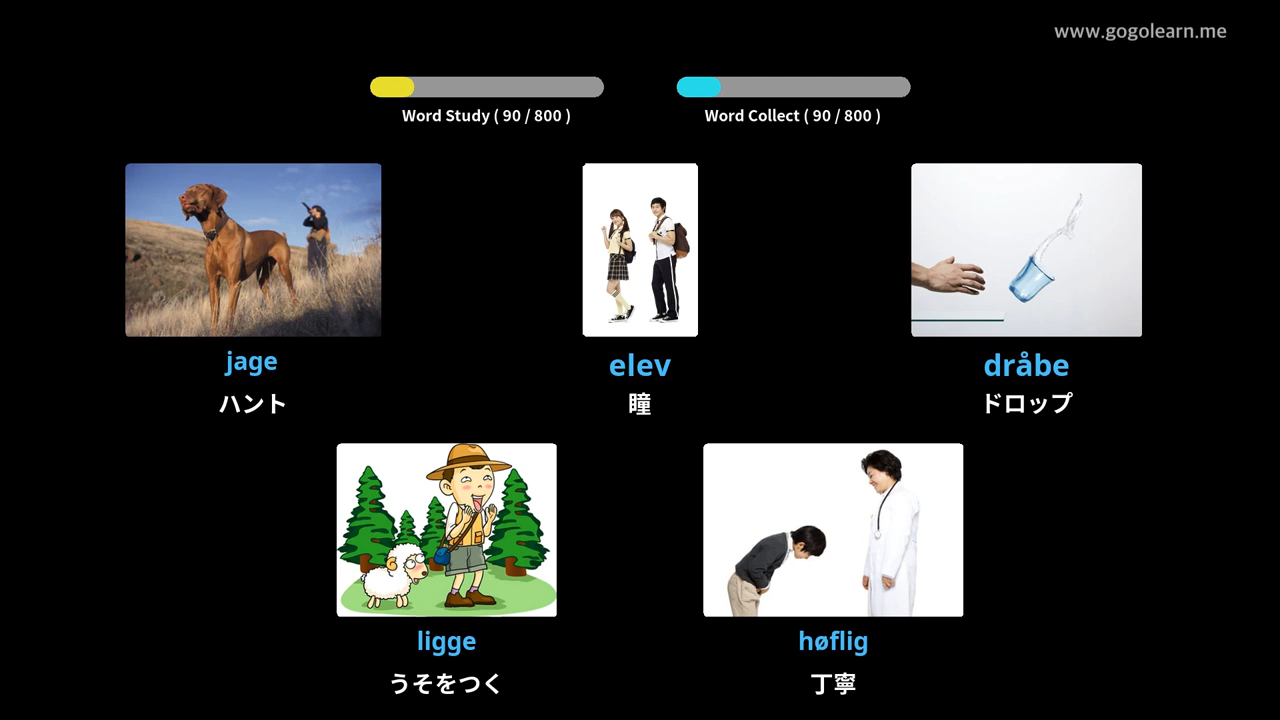 www.gogolearn.me
Word Study ( 90 / 800 )
Word Collect ( 90 / 800 )
jage
elev
dråbe
ハント
瞳
ドロップ
ligge
høflig
うそをつく
丁寧